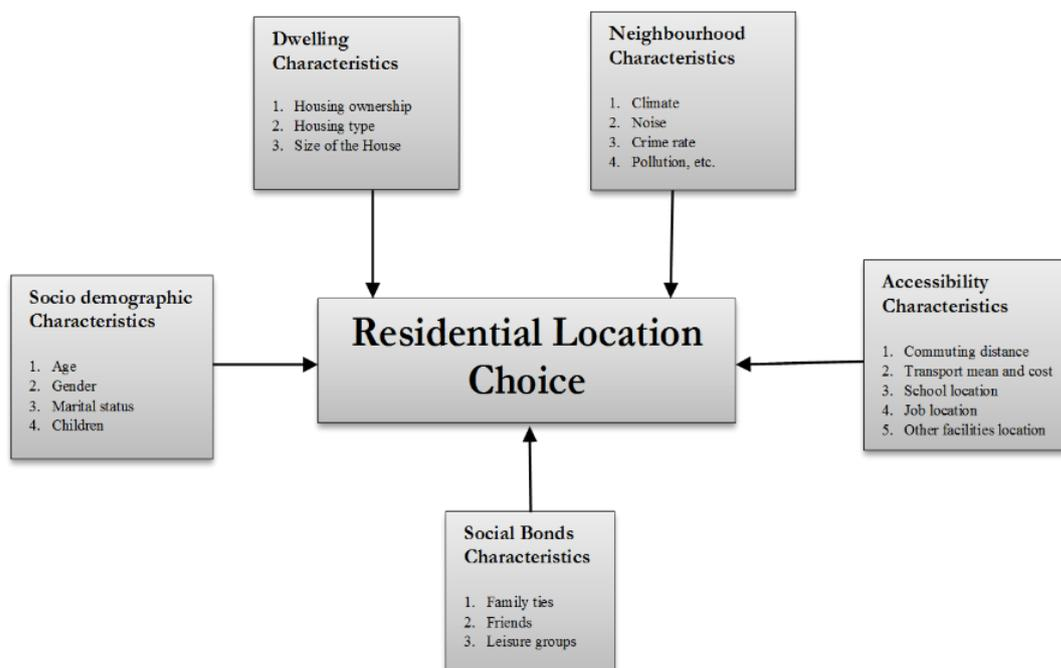 Dwelling
Characteristics
1. Housing ownership
2. Housing type
3. Size of the House
Neighbourhood
Characteristics
1. Climate
2. Noise
3. Crime rate
4. Pollution, etc.
Socio demographic
Characteristics
1. Age
2. Gender
3. Marital status
4. Children
Residential Location
Choice
Accessibility
Characteristics
1. Commuting distance
2. Transport mean and cost
3. School location
4. Job location
5. Other facilities location
Social Bonds
Characteristics
1. Family ties
2. Friends
3. Leisure groups